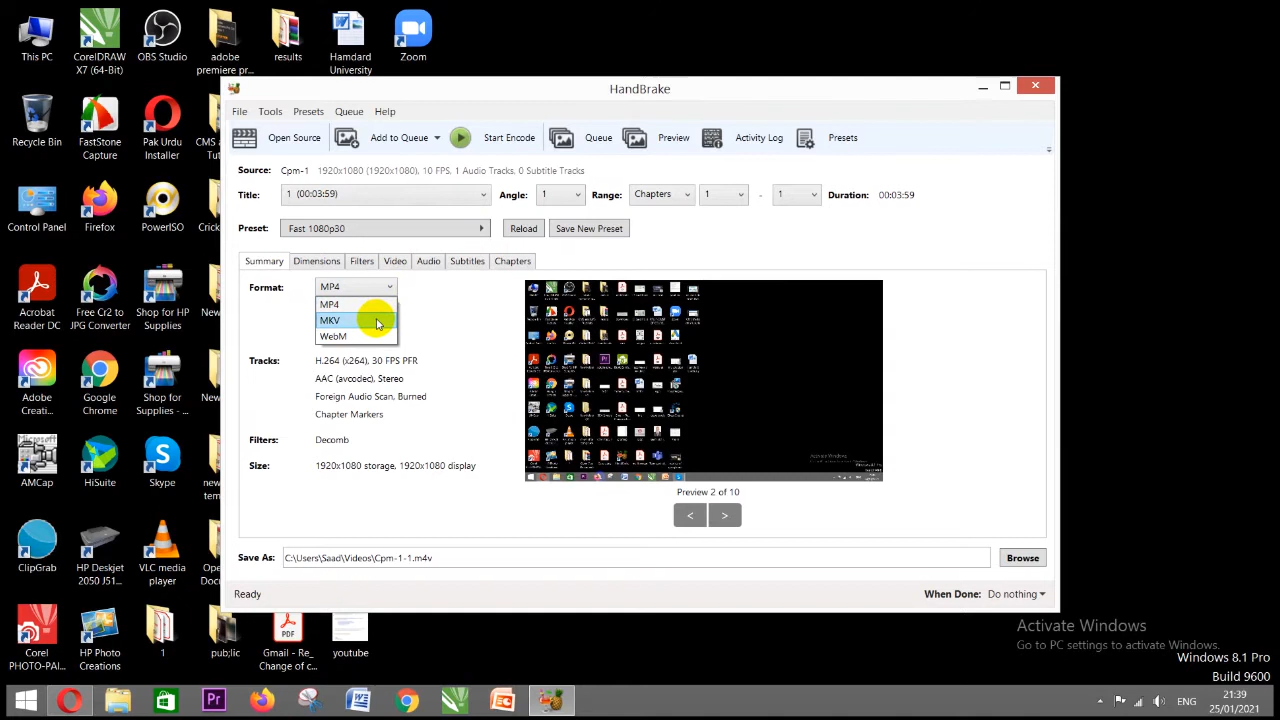 This PC
CorelDRAW
X7 (64-Bit)
OBS Studio
adobe
premiere pr...
results
Hamdard
University
Zoom
Recycle Bin
FastStone
Capture
Pak Urdu
Installer
CMS a
Tut
Control Panel
Firefox
PowerISO
Crick
Acrobat
Reader DC
Free Cr2 to
JPG Converter
Shop for HP
Supplies
New
temp
Adobe
Creati...
Google
Chrome
Shop for
Supplies - ...
New
AMCap
HiSuite
Skype
new
te
ClipGrab
HP Deskjet
2050 J51...
VLC media
player
Ope
Docu
Corel
PHOTO-PAI...
HP Photo
Creations
1
pub;lic
Gmail - Re_
Change of c...
youtube
HandBrake
File Tools Presets Queue Help
Open Source Add to Queue Start Encode Queue Preview Activity Log Presets
Source: Cpm-1 1920x1080 (1920x1080), 10 FPS, 1 Audio Tracks, 0 Subtitle Tracks
Title: 1 (00:03:59) Angle: 1 Range: Chapters 1 - 1 Duration: 00:03:59
Preset: Fast 1080p30 Reload Save New Preset
Summary Dimensions Filters Video Audio Subtitles Chapters
Format: MP4
MP4
MKV
WebM
Tracks: H.264 (x264), 30 FPS PFR
AAC (avcodec), Stereo
Foreign Audio Scan, Burned
Chapter Markers
Filters: Decomb
Size: 1920x1080 storage, 1920x1080 display
Preview 2 of 10
< >
Save As: C:\Users\Saad\Videos\Cpm-1-1.m4v Browse
Ready When Done: Do nothing
Activate Windows
Go to PC settings to activate Windows.
Windows 8.1 Pro
Build 9600
ENG
21:39
25/01/2021